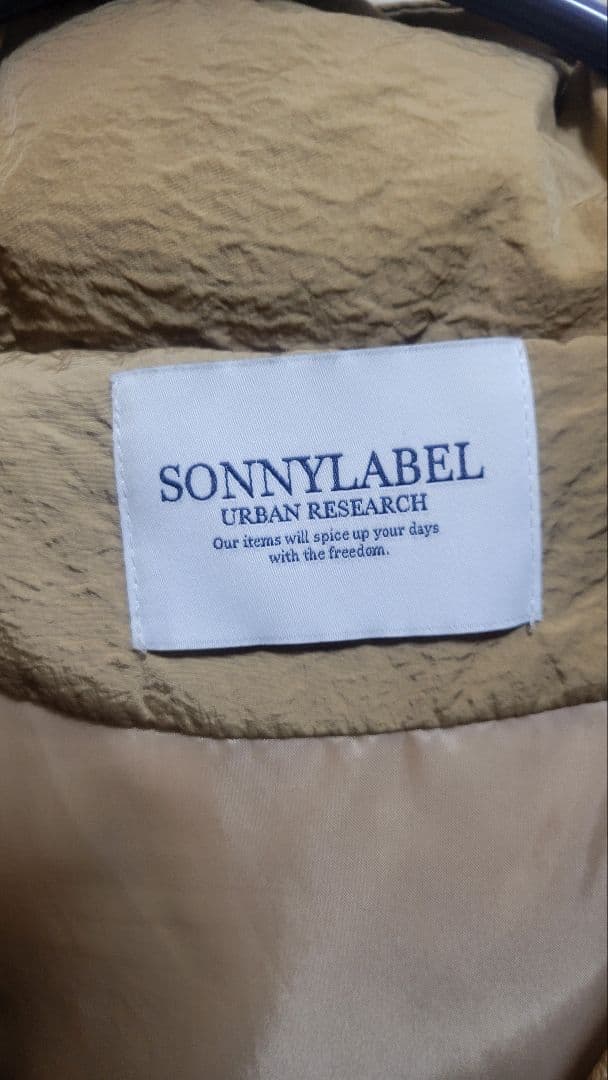 SONNYLABEL
URBAN RESEARCH
Our items will spice up your days
with the freedom.